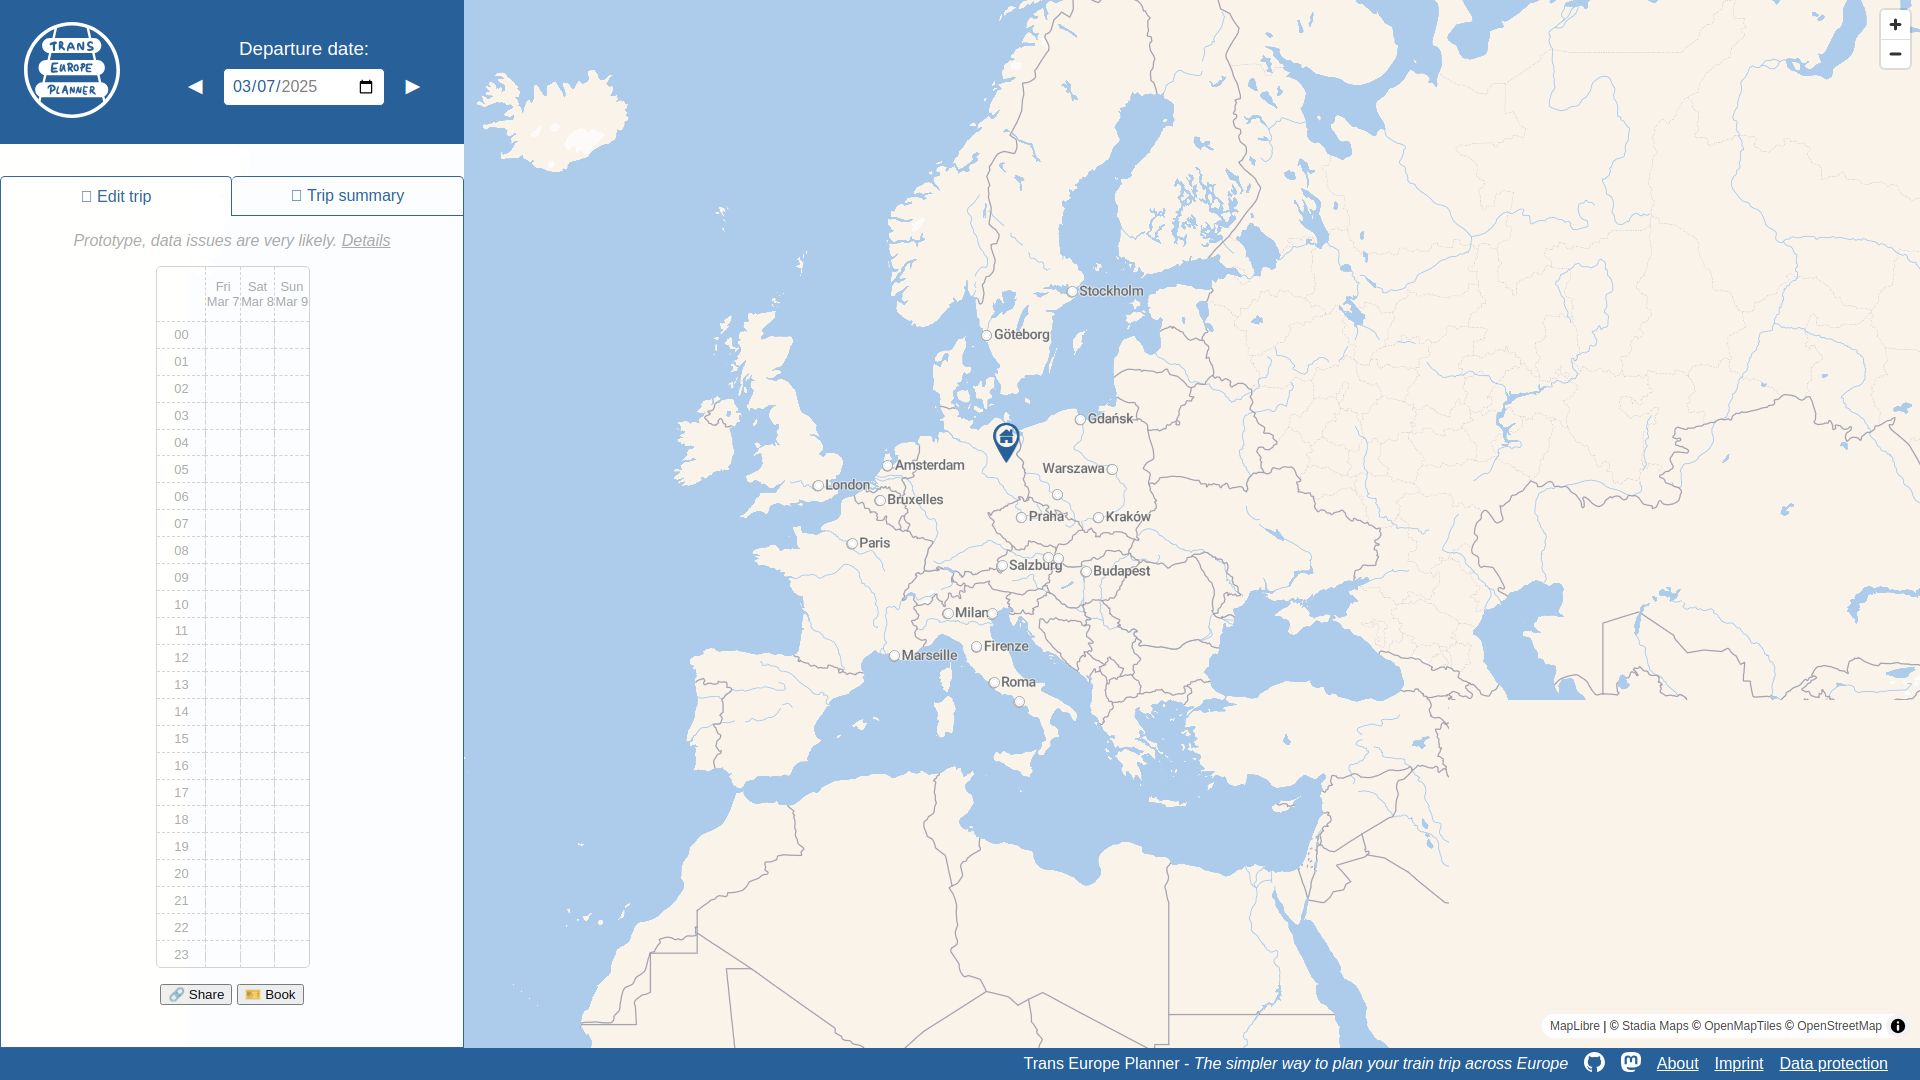 TRANS
EUROPE
PLANNER
Departure date:
◀ 03/07/2025 ▶
Edit trip
Trip summary
Prototype, data issues are very likely. Details
Fri Mar 7
Sat Mar 8
Sun Mar 9
00
01
02
03
04
05
06
07
08
09
10
11
12
13
14
15
16
17
18
19
20
21
22
23
Share
Book
+
−
Stockholm
Göteborg
Gdańsk
Amsterdam
Warszawa
London
Bruxelles
Praha
Kraków
Paris
Salzburg
Budapest
Milan
Firenze
Marseille
Roma
MapLibre | © Stadia Maps © OpenMapTiles © OpenStreetMap
Trans Europe Planner - The simpler way to plan your train trip across Europe
About
Imprint
Data protection